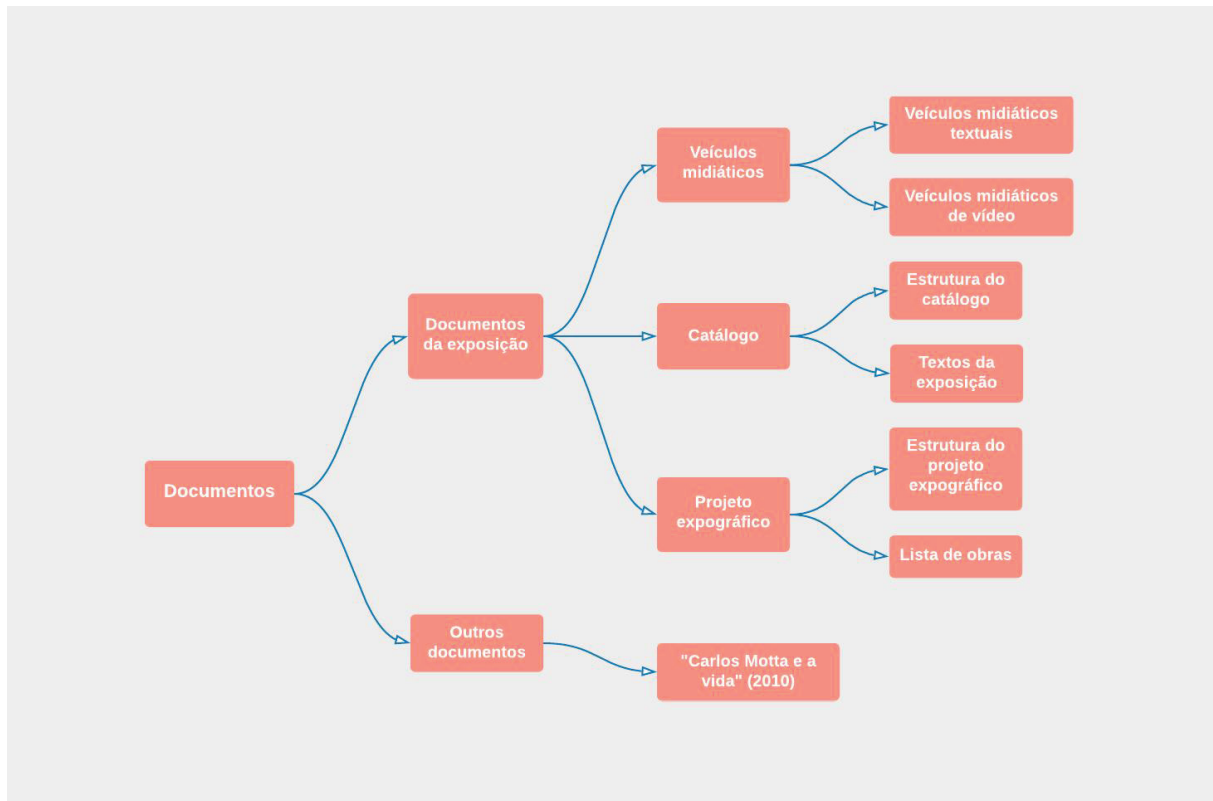 Documentos
Documentos
da exposição
Outros
documentos
Veículos
midiáticos
Catálogo
Projeto
expográfico
"Carlos Motta e a
vida" (2010)
Veículos midiáticos
textuais
Veículos midiáticos
de vídeo
Estrutura do
catálogo
Textos da
exposição
Estrutura do
projeto
expográfico
Lista de obras